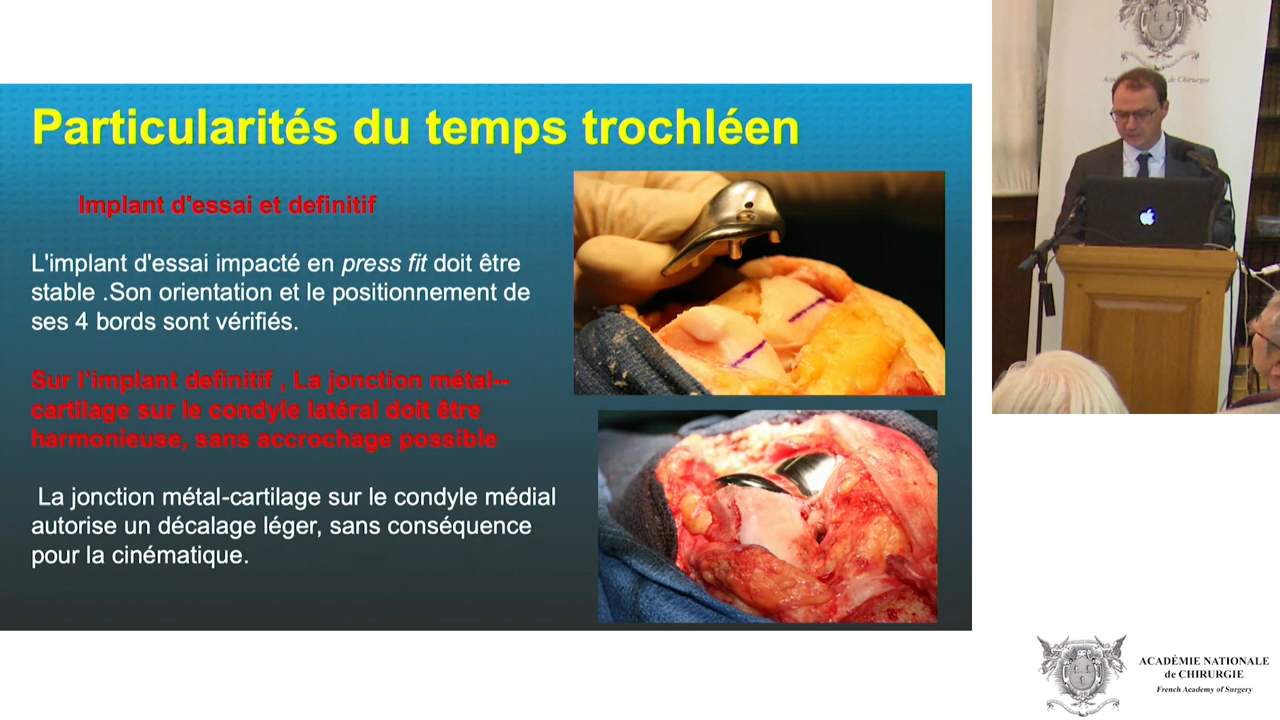 Particularités du temps trochléen
Implant d'essai et definitif
L'implant d'essai impacté en press fit doit être
stable .Son orientation et le positionnement de
ses 4 bords sont vérifiés.
Sur l'implant definitif , La jonction métal--
cartilage sur le condyle latéral doit être
harmonieuse, sans accrochage possible
La jonction métal-cartilage sur le condyle médial
autorise un décalage léger, sans conséquence
pour la cinématique.
de Chirurgie
ACADÉMIE NATIONALE
de CHIRURGIE
French Academy of Surgery